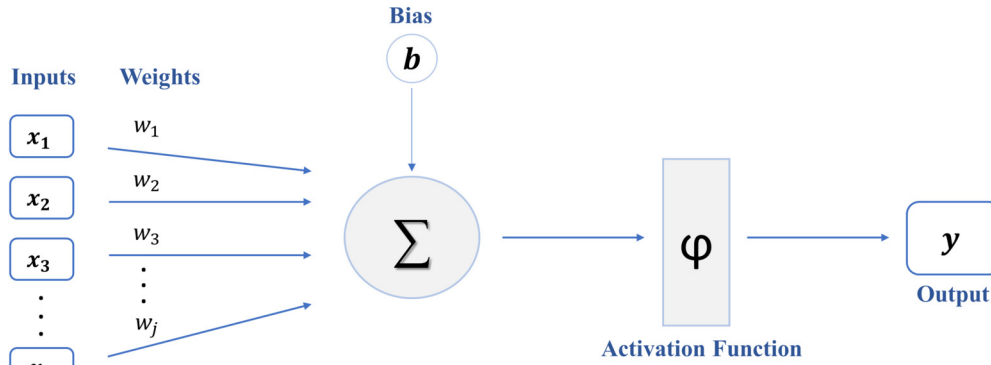 Bias
b
Inputs
Weights
x₁
w₁
x₂
w₂
x₃
w₃
wⱼ
Σ
φ
y
Output
Activation Function